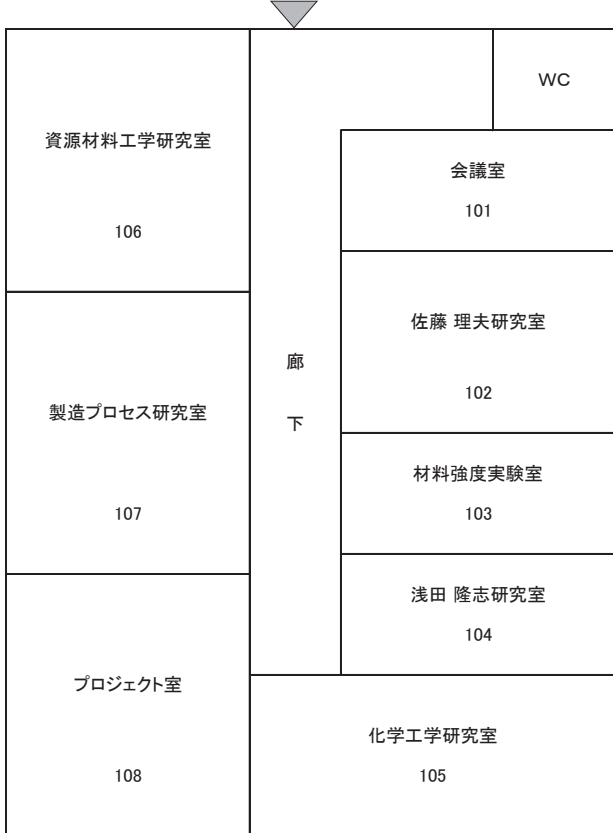 WC
資源材料工学研究室
106
会議室
101
佐藤 理夫研究室
102
廊
下
製造プロセス研究室
107
材料強度実験室
103
浅田 隆志研究室
104
プロジェクト室
108
化学工学研究室
105